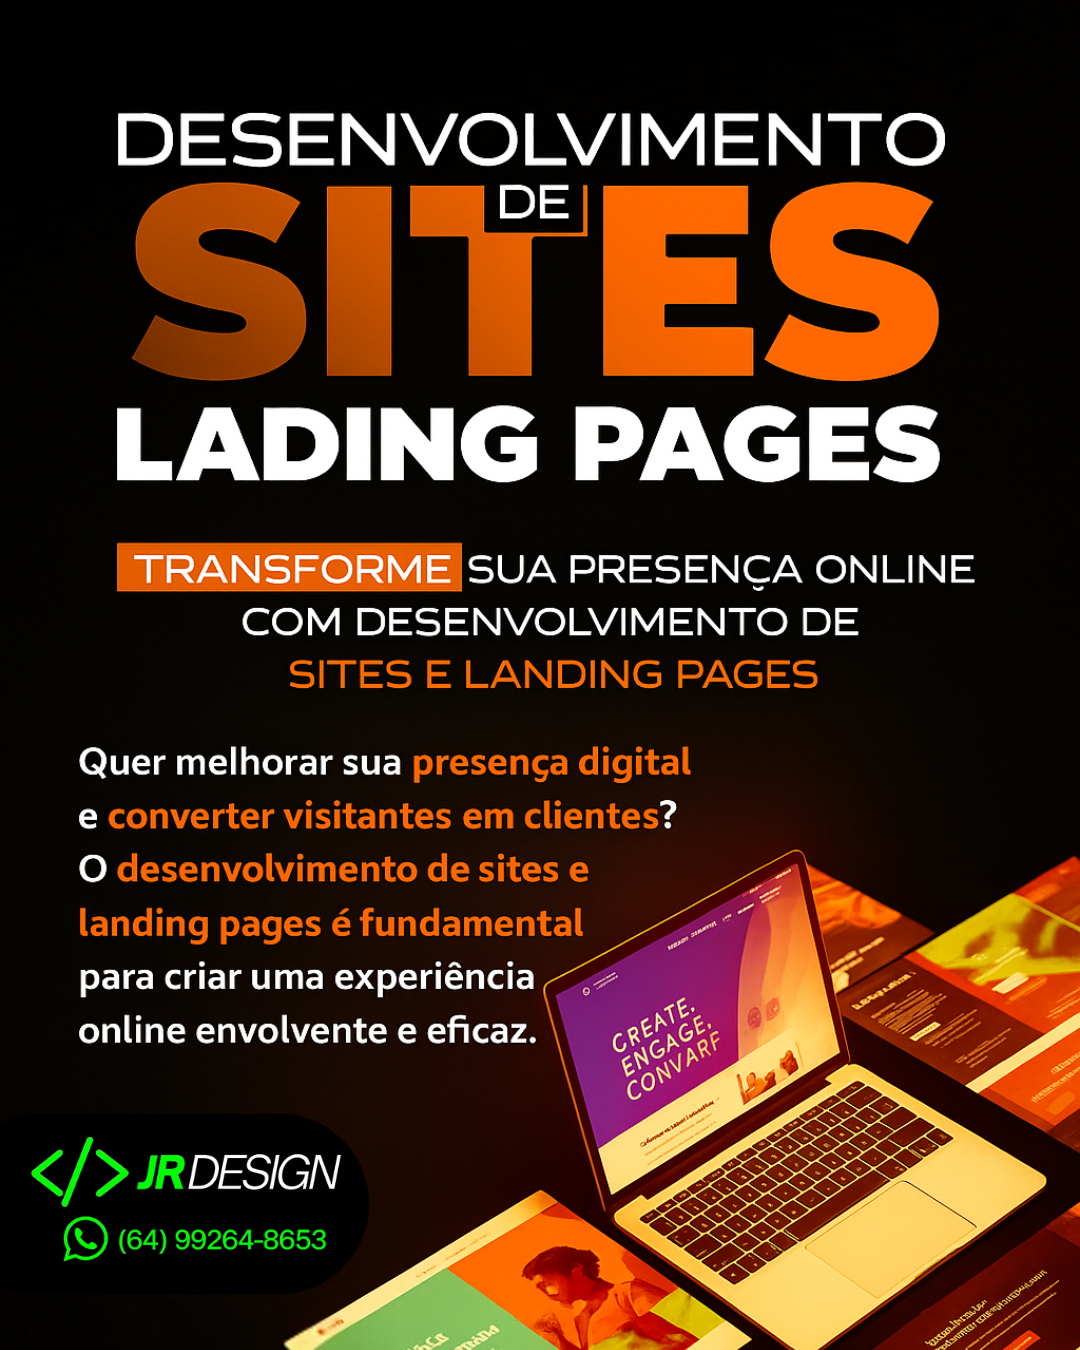 DESENVOLVIMENTO
DE
SITES
LADING PAGES
TRANSFORME SUA PRESENÇA ONLINE
COM DESENVOLVIMENTO DE
SITES E LANDING PAGES
Quer melhorar sua presença digital
e converter visitantes em clientes?
O desenvolvimento de sites e
landing pages é fundamental
para criar uma experiência
online envolvente e eficaz.
CREATE.
ENGAGE,
CONVARF
</> JRDESIGN
(64) 99264-8653